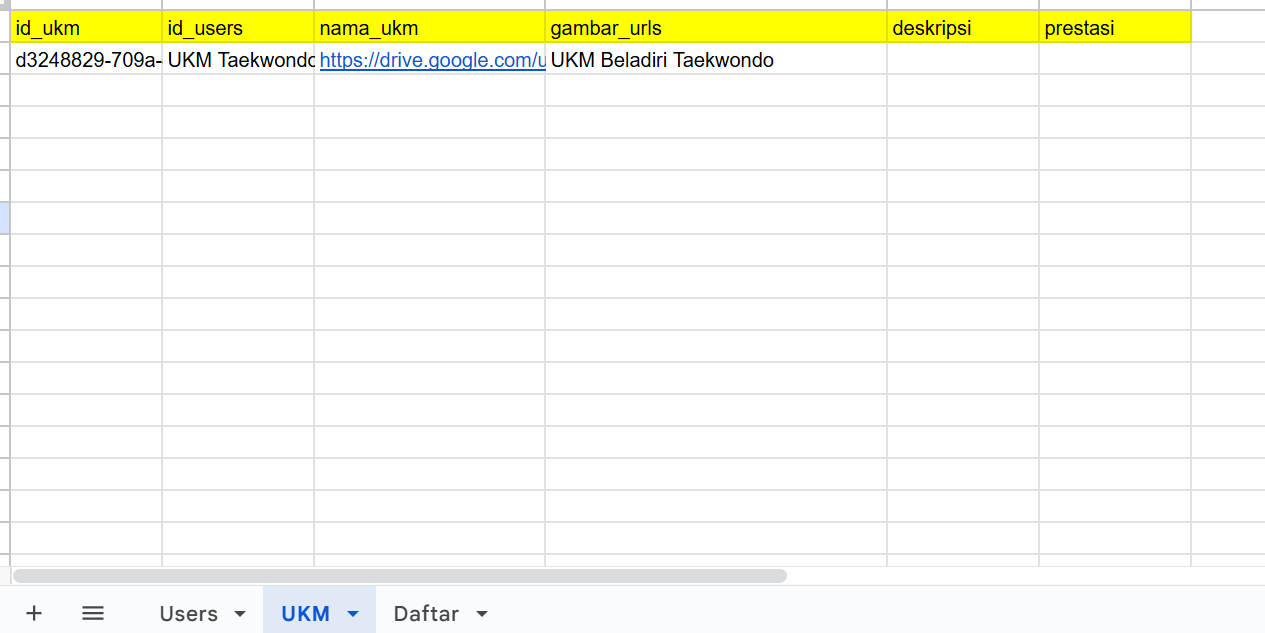 id_ukm id_users nama_ukm gambar_urls deskripsi prestasi
d3248829-709a- UKM Taekwondo https://drive.google.com/u UKM Beladiri Taekwondo
Users UKM Daftar